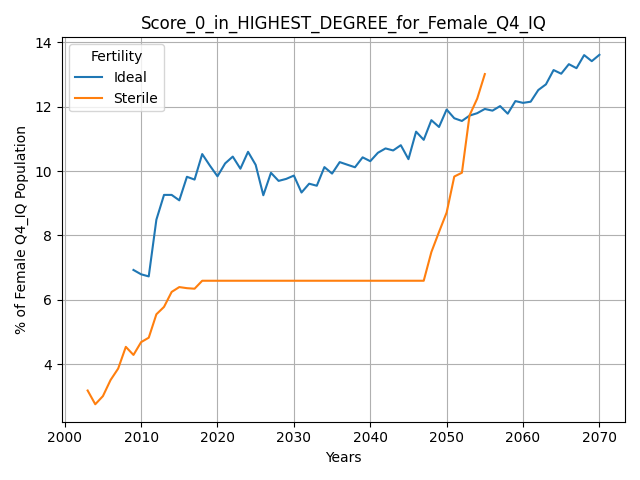 Score_0_in_HIGHEST_DEGREE_for_Female_Q4_IQ
Fertility
Ideal
Sterile
% of Female Q4_IQ Population
14
12
10
8
6
4
2000 2010 2020 2030 2040 2050 2060 2070
Years